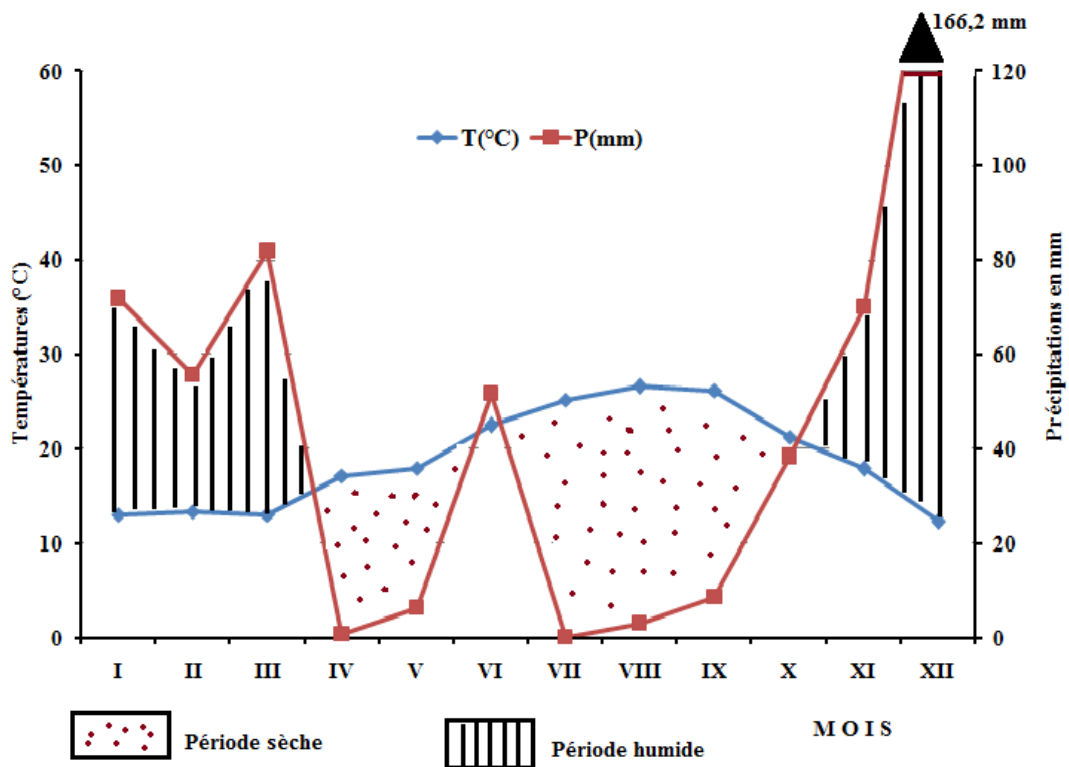 166,2 mm
60
50
40
30
20
10
0
Températures (°C)
T(°C)
P(mm)
120
100
80
60
40
20
0
Précipitations en mm
I II III IV V VI VII VIII IX X XI XII
M O I S
Période sèche
Période humide